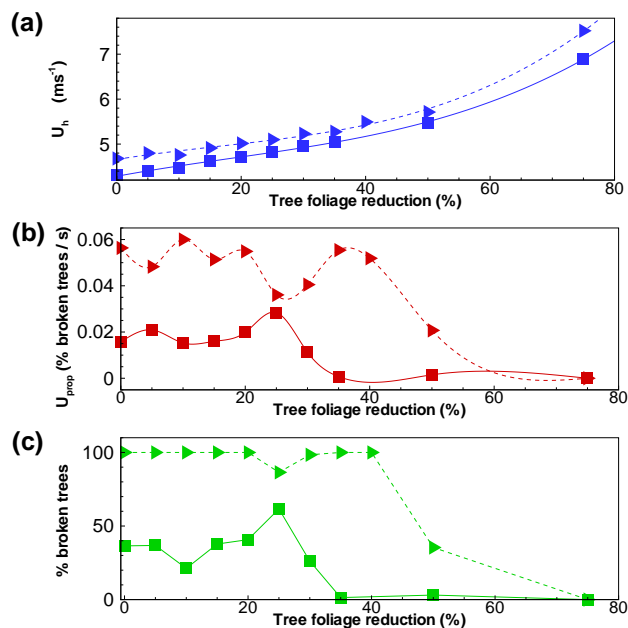 (a)
7
6
5
U_h (ms⁻¹)
0 20 40 60 80
Tree foliage reduction (%)
(b)
0.06
0.04
0.02
0
U_prop (% broken trees / s)
0 20 40 60 80
Tree foliage reduction (%)
(c)
100
50
0
% broken trees
0 20 40 60 80
Tree foliage reduction (%)